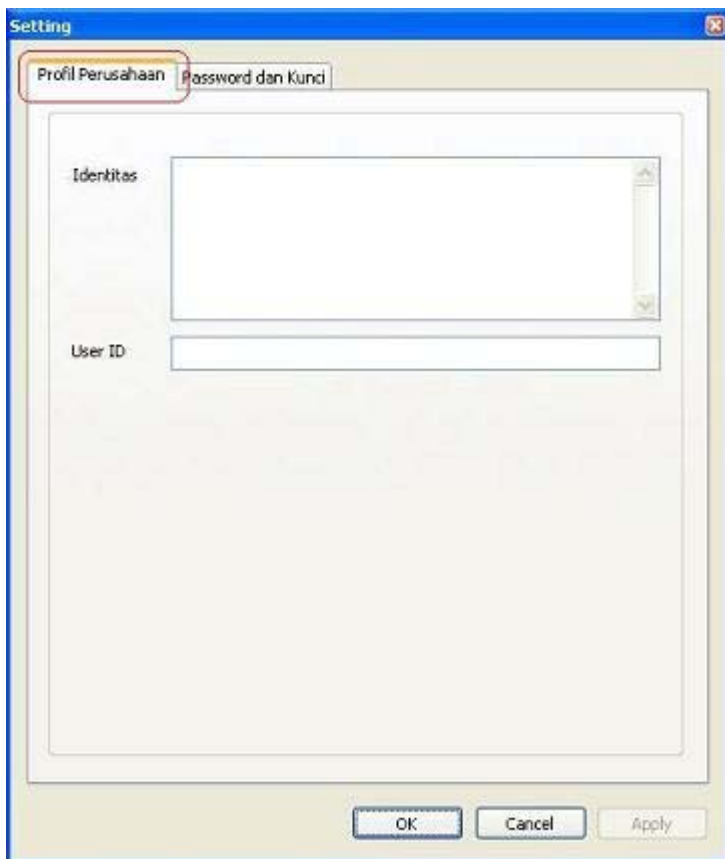 Setting
Profil Perusahaan
Password dan Kunci
Identitas
User ID
OK
Cancel
Apply